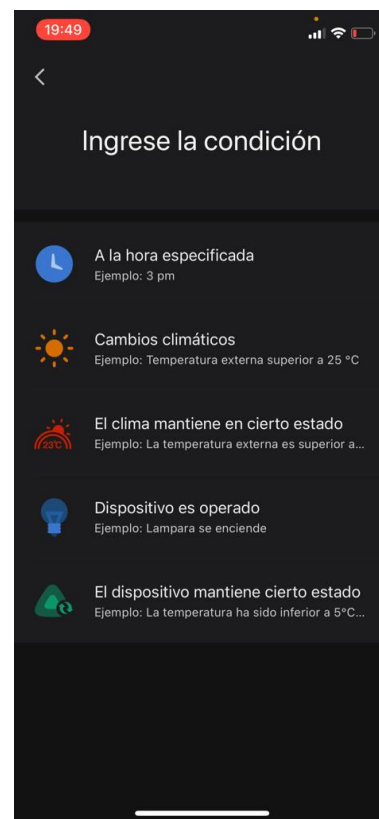 19:49
Ingrese la condición
A la hora especificada
Ejemplo: 3 pm
Cambios climáticos
Ejemplo: Temperatura externa superior a 25 °C
El clima mantiene en cierto estado
23°C
Ejemplo: La temperatura externa es superior a...
Dispositivo es operado
Ejemplo: Lampara se enciende
El dispositivo mantiene cierto estado
Ejemplo: La temperatura ha sido inferior a 5°C...